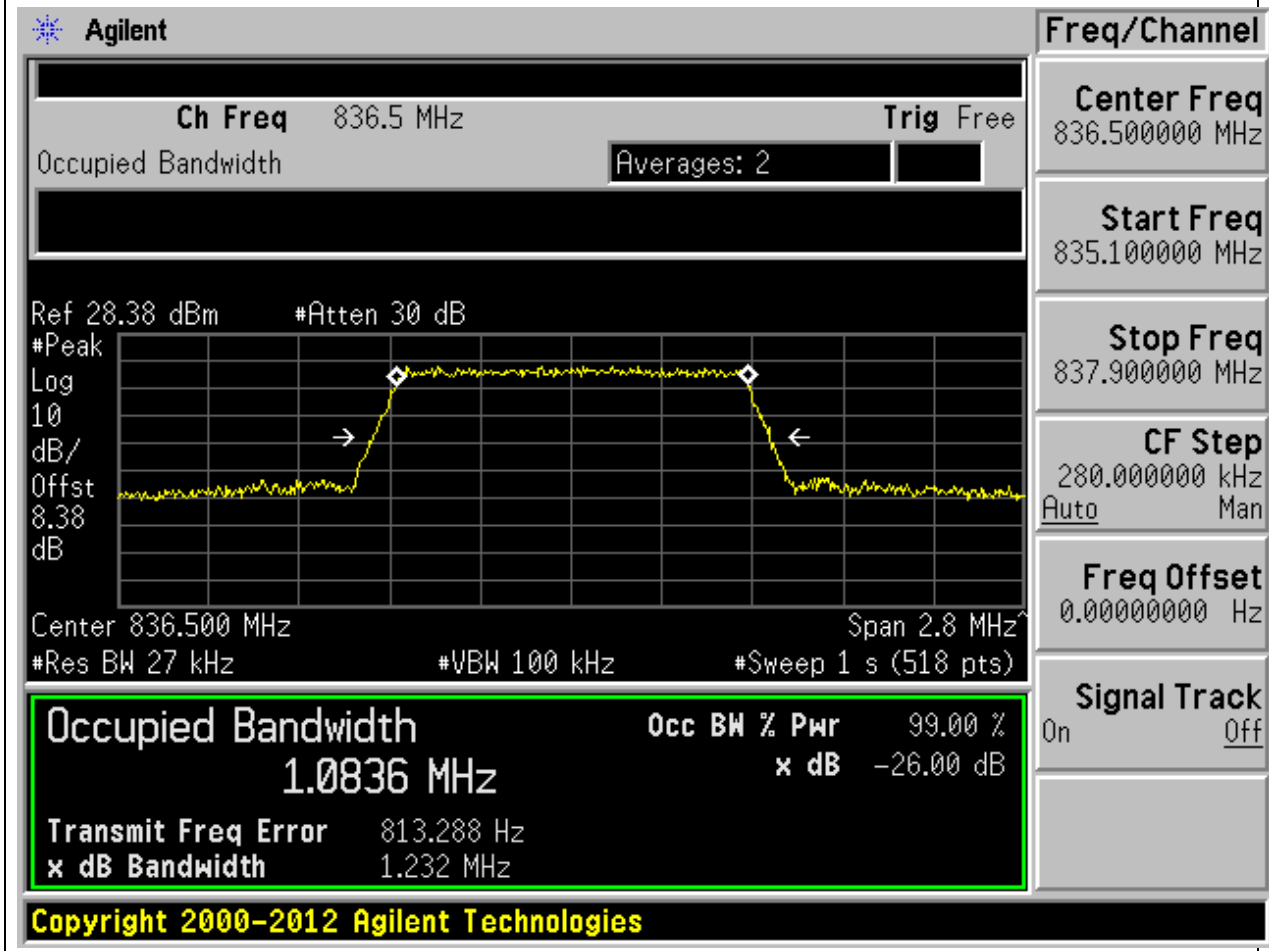 Agilent
Freq/Channel
Ch Freq 836.5 MHz Trig Free
Occupied Bandwidth Averages: 2
Center Freq
836.500000 MHz
Start Freq
835.100000 MHz
Stop Freq
837.900000 MHz
CF Step
280.000000 kHz
Auto Man
Freq Offset
0.00000000 Hz
Signal Track
On Off
Ref 28.38 dBm #Atten 30 dB
#Peak
Log
10
dB/
Offst
8.38
dB
Center 836.500 MHz Span 2.8 MHz^
#Res BW 27 kHz #VBW 100 kHz #Sweep 1 s (518 pts)
Occupied Bandwidth
1.0836 MHz
Occ BW % Pwr 99.00 %
x dB -26.00 dB
Transmit Freq Error 813.288 Hz
x dB Bandwidth 1.232 MHz
Copyright 2000-2012 Agilent Technologies